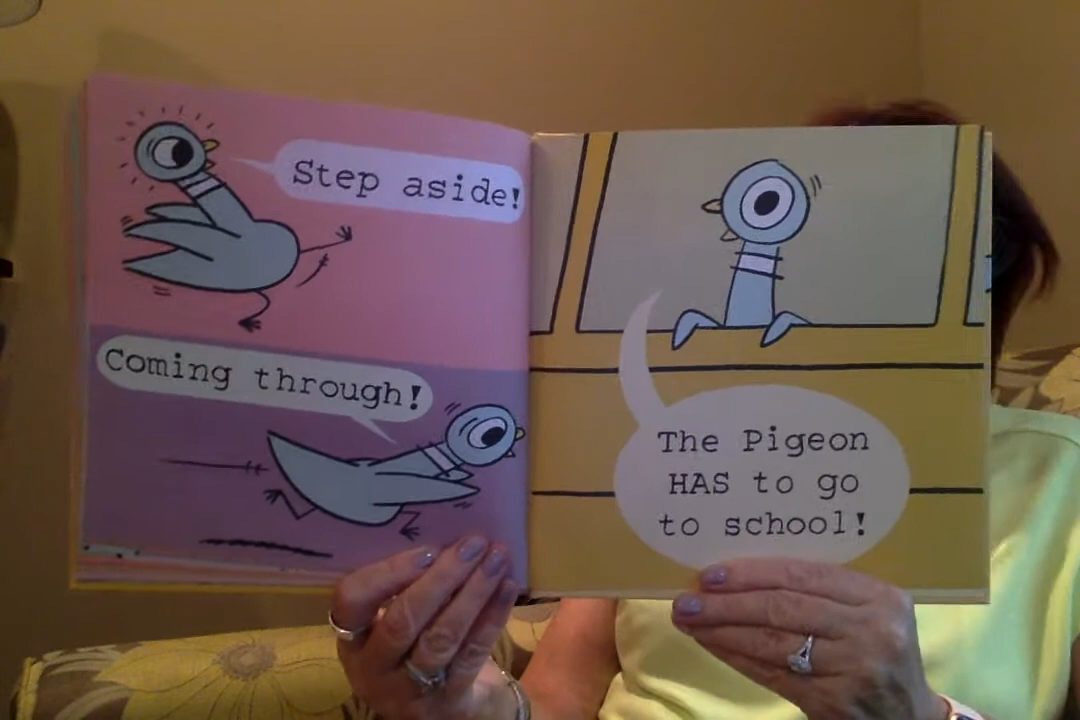 Step aside!
Coming through!
The Pigeon
HAS to go
to school!